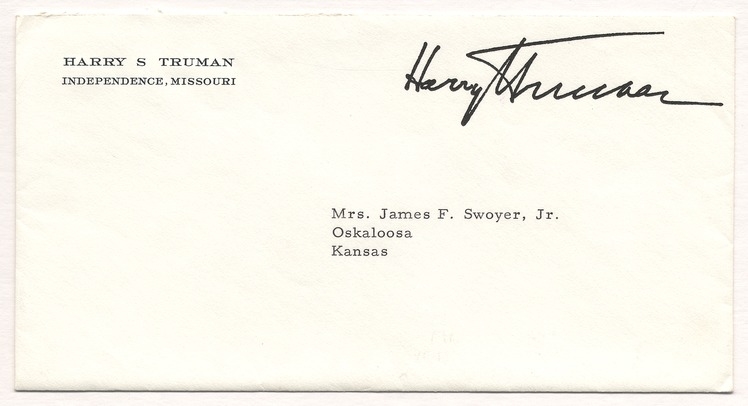 HARRY S TRUMAN
INDEPENDENCE, MISSOURI
Harry S Truman
Mrs. James F. Swoyer, Jr.
Oskaloosa
Kansas